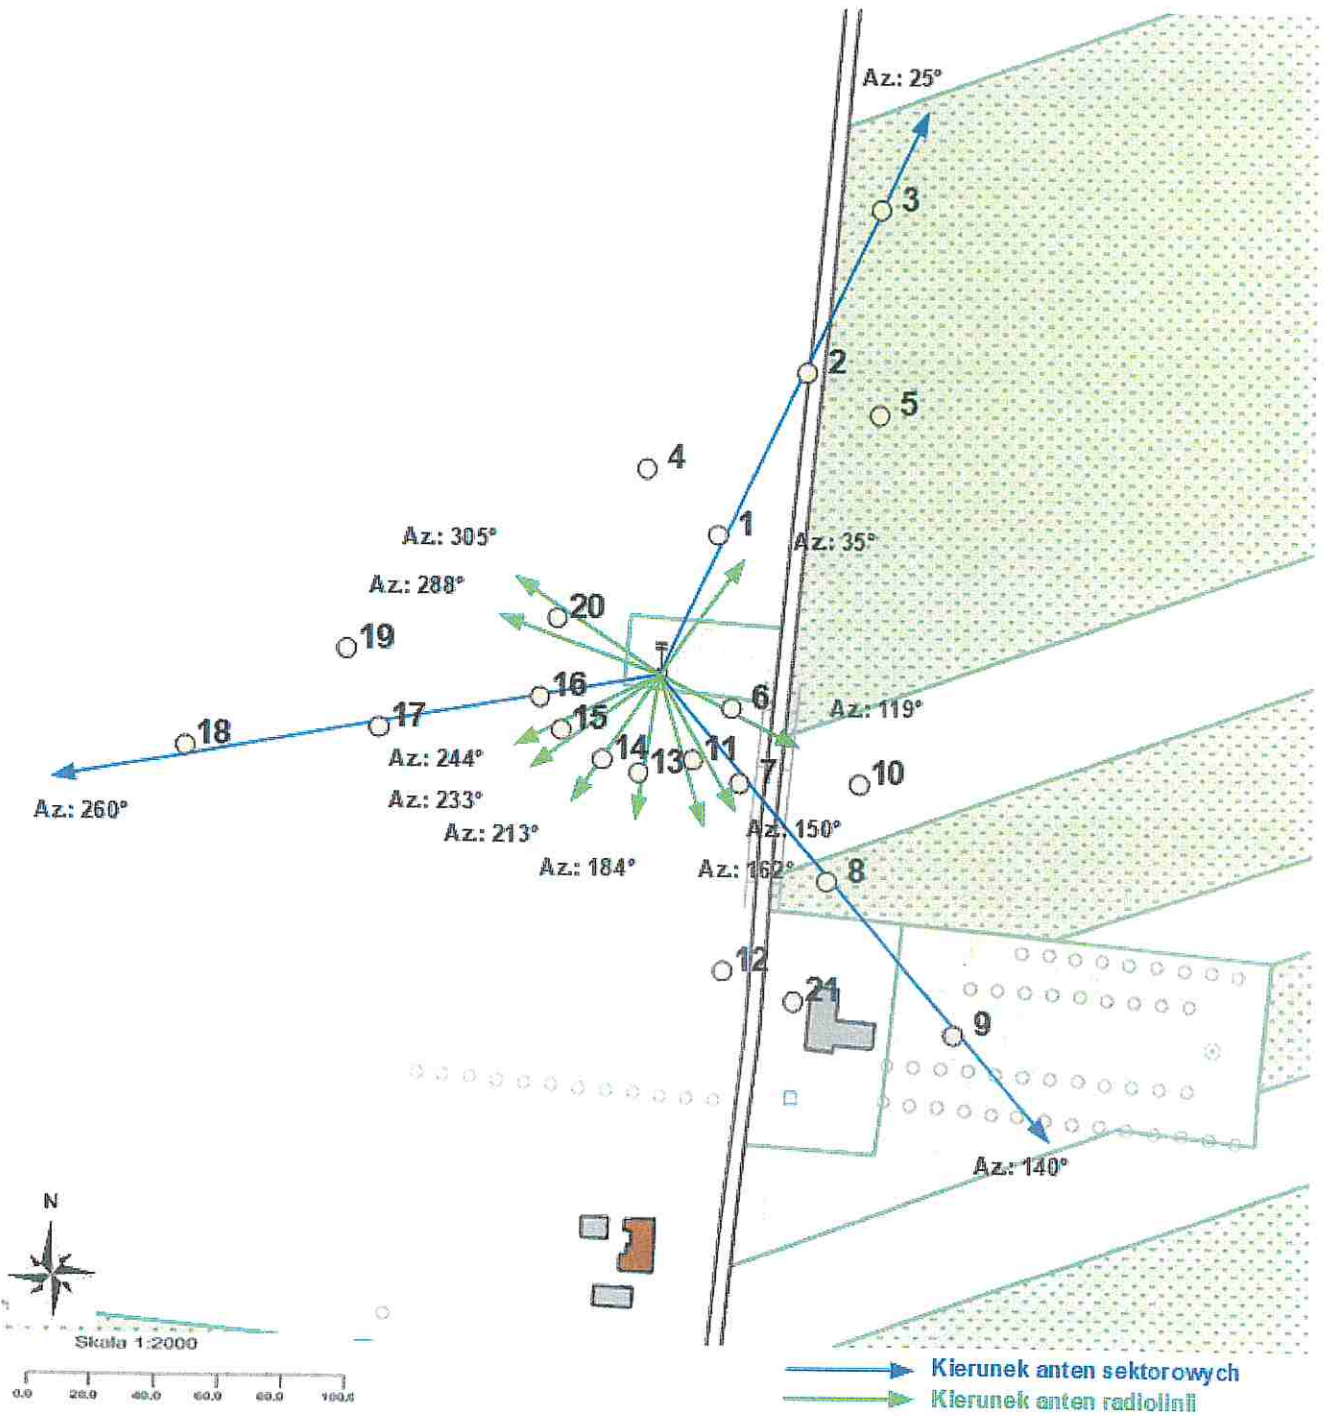 Az.: 25°
3
2
5
4
1
Az.: 305°
Az.: 35°
Az.: 288°
20
19
16
6
17
15
Az.: 119°
18
14
13
11
7
10
Az.: 244°
Az.: 260°
Az.: 233°
Az.: 213°
Az.: 150°
Az.: 184°
Az.: 162°
8
12
21
9
Az.: 140°
N
Skala 1:2000
0.0 20.0 40.0 60.0 80.0 100.0
Kierunek anten sektorowych
Kierunek anten radiolinii